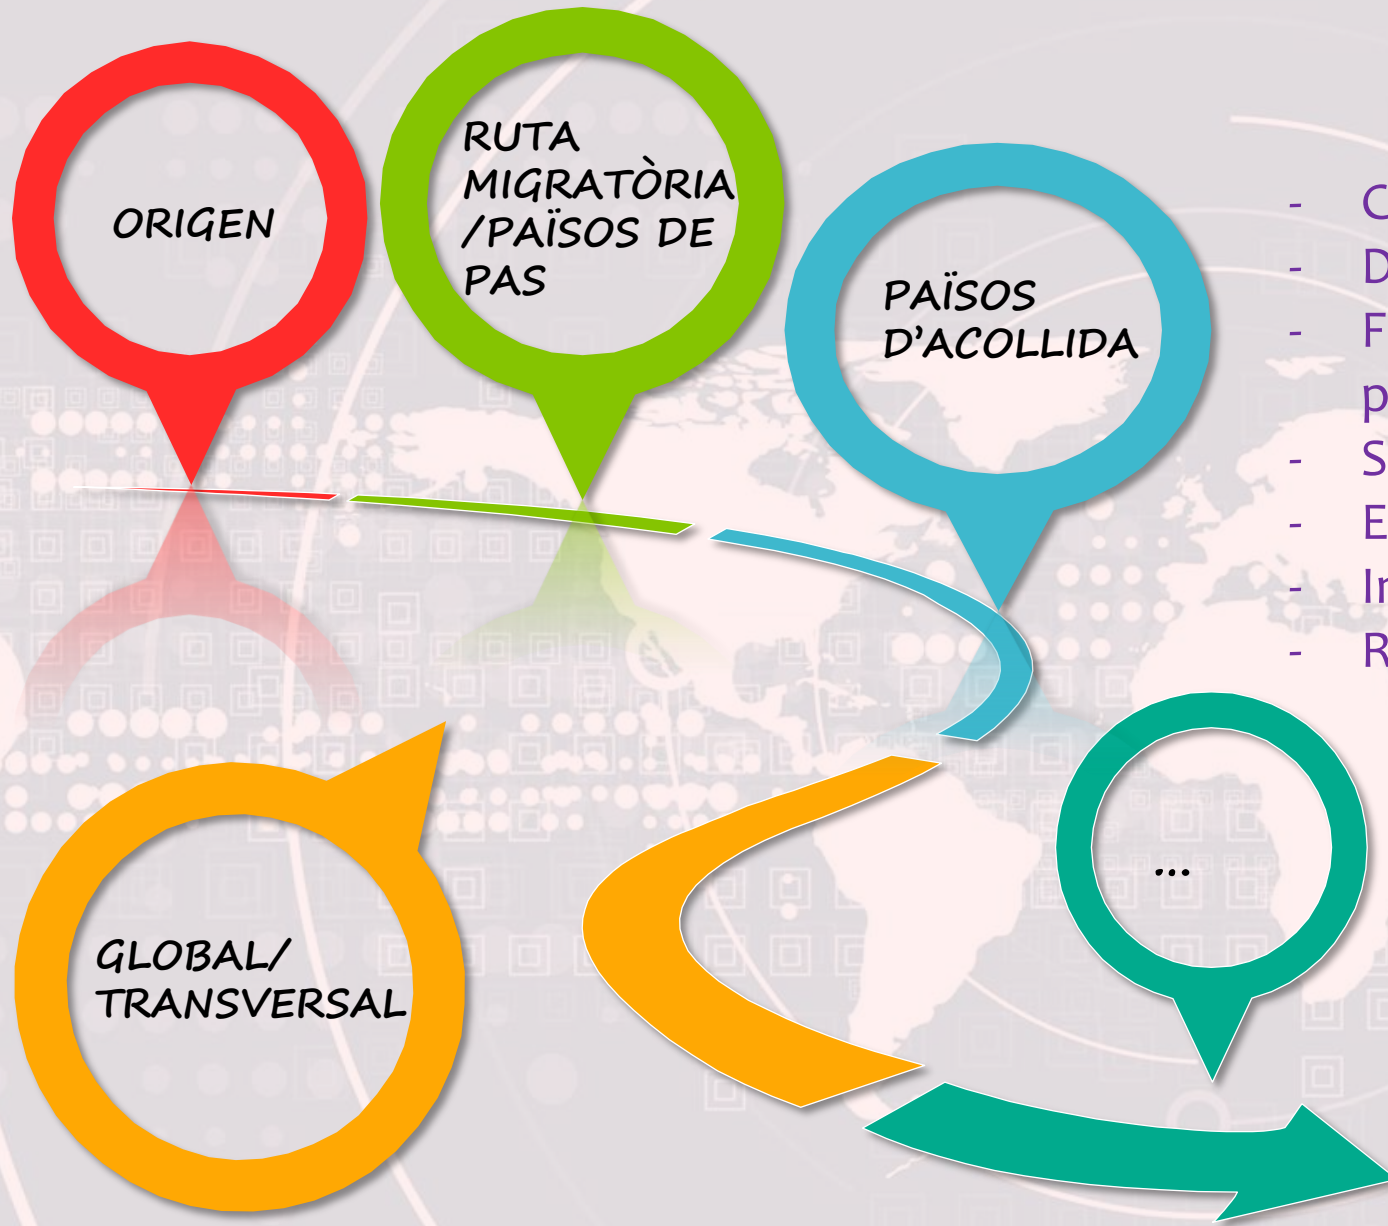 ORIGEN
RUTA
MIGRATÒRIA
/PAÏSOS DE
PAS
PAÏSOS
D'ACOLLIDA
GLOBAL/
TRANSVERSAL
...